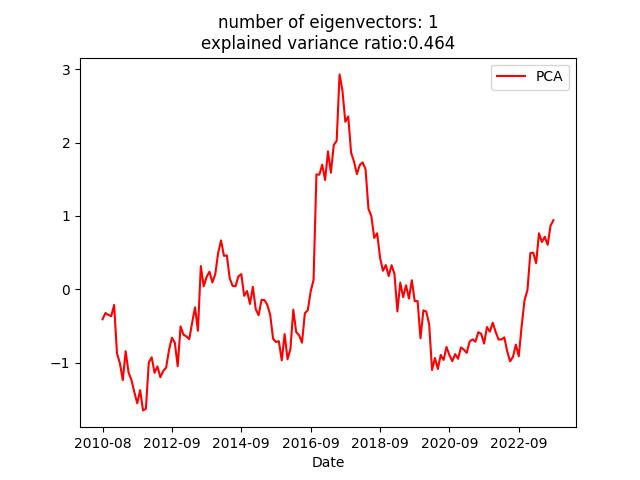 number of eigenvectors: 1
explained variance ratio:0.464
PCA
3
2
1
0
−1
2010-08 2012-09 2014-09 2016-09 2018-09 2020-09 2022-09
Date